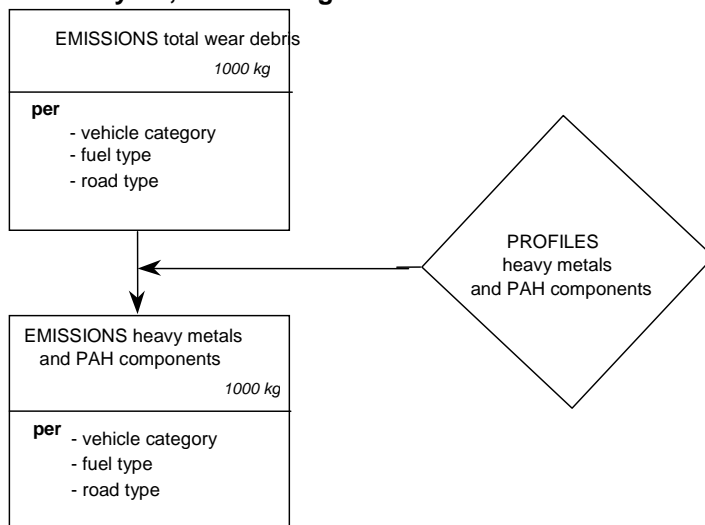 EMISSIONS total wear debris
1000 kg
per
- vehicle category
- fuel type
- road type
PROFILES
heavy metals
and PAH components
EMISSIONS heavy metals
and PAH components
1000 kg
per
- vehicle category
- fuel type
- road type